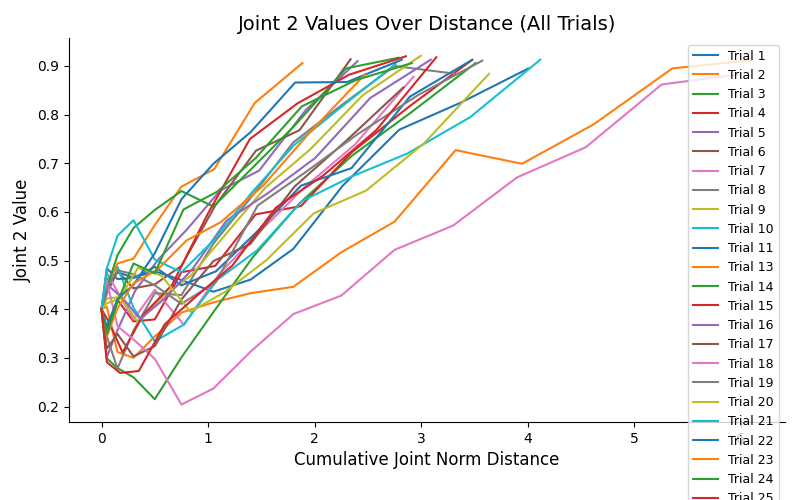 Joint 2 Values Over Distance (All Trials)
Joint 2 Value
0.9
0.8
0.7
0.6
0.5
0.4
0.3
0.2
0
1
2
3
4
5
Cumulative Joint Norm Distance
Trial 1
Trial 2
Trial 3
Trial 4
Trial 5
Trial 6
Trial 7
Trial 8
Trial 9
Trial 10
Trial 11
Trial 13
Trial 14
Trial 15
Trial 16
Trial 17
Trial 18
Trial 19
Trial 20
Trial 21
Trial 22
Trial 23
Trial 24
Trial 25